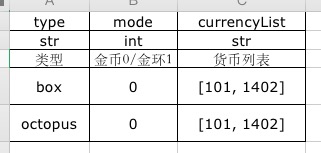 A B C
type mode currencyList
str int str
类型 金币0/金环1 货币列表
box 0 [101, 1402]
octopus 0 [101, 1402]